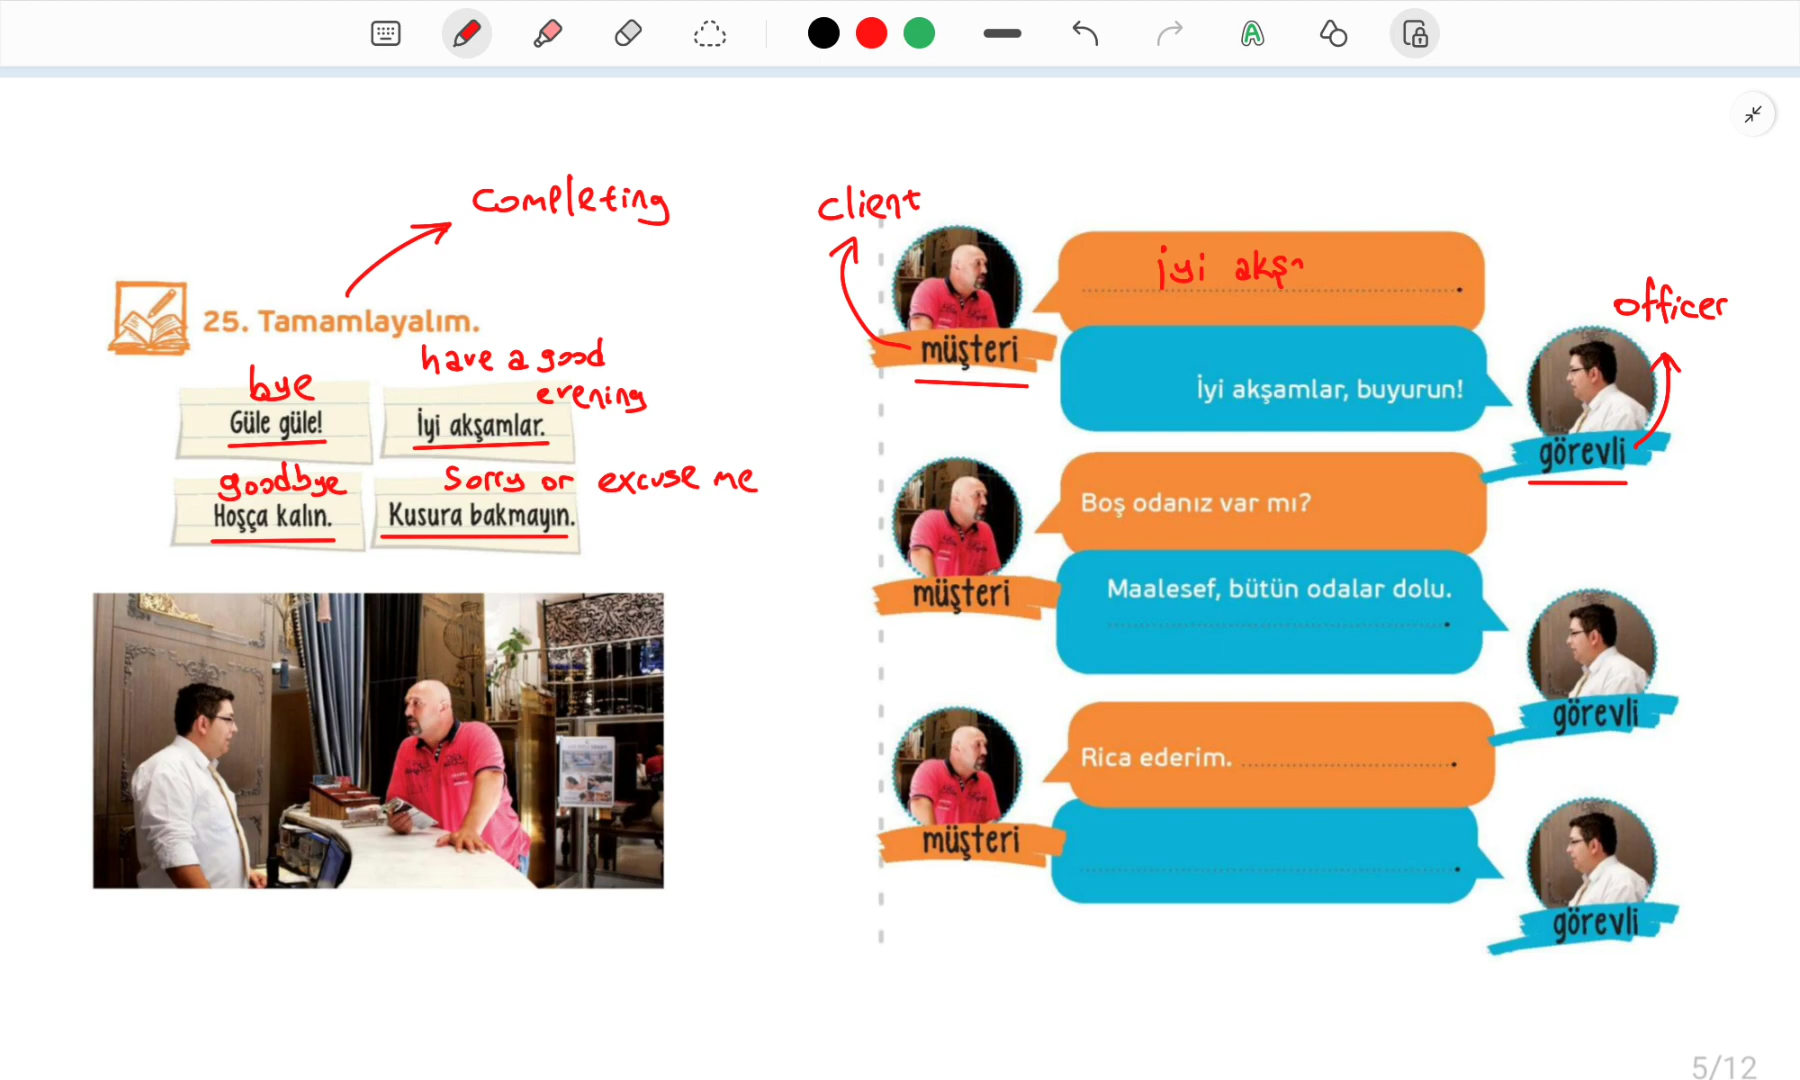 completing
25. Tamamlayalım.
bye
have a good
evening
Güle güle!
İyi akşamlar.
goodbye
Sorry or excuse me
Hoşça kalın.
Kusura bakmayın.
client
iyi akş
müşteri
officer
İyi akşamlar, buyurun!
görevli
Boş odanız var mı?
müşteri
Maalesef, bütün odalar dolu.
görevli
Rica ederim.
müşteri
görevli
5/12